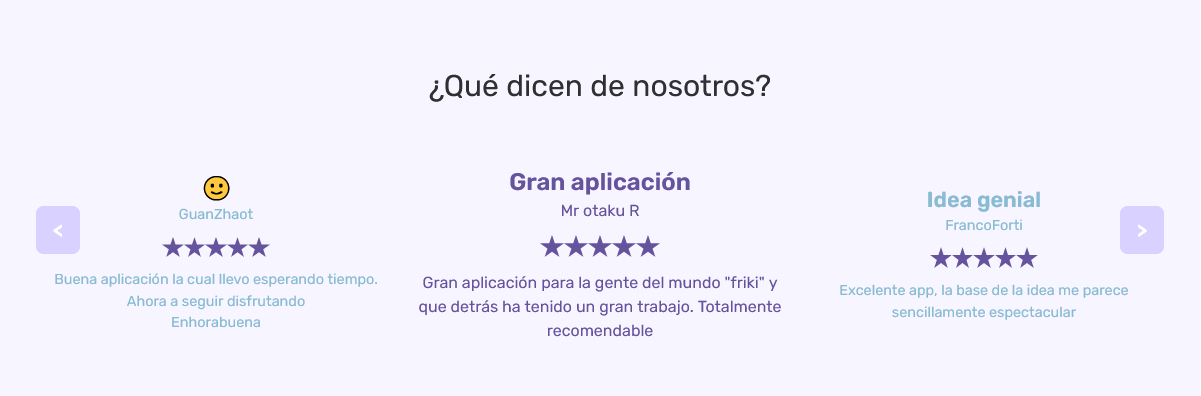 ¿Qué dicen de nosotros?
🙂
GuanZhaot
★★★★★
Buena aplicación la cual llevo esperando tiempo.
Ahora a seguir disfrutando
Enhorabuena
Gran aplicación
Mr otaku R
★★★★★
Gran aplicación para la gente del mundo "friki" y
que detrás ha tenido un gran trabajo. Totalmente
recomendable
Idea genial
FrancoForti
★★★★★
Excelente app, la base de la idea me parece
sencillamente espectacular
<
>